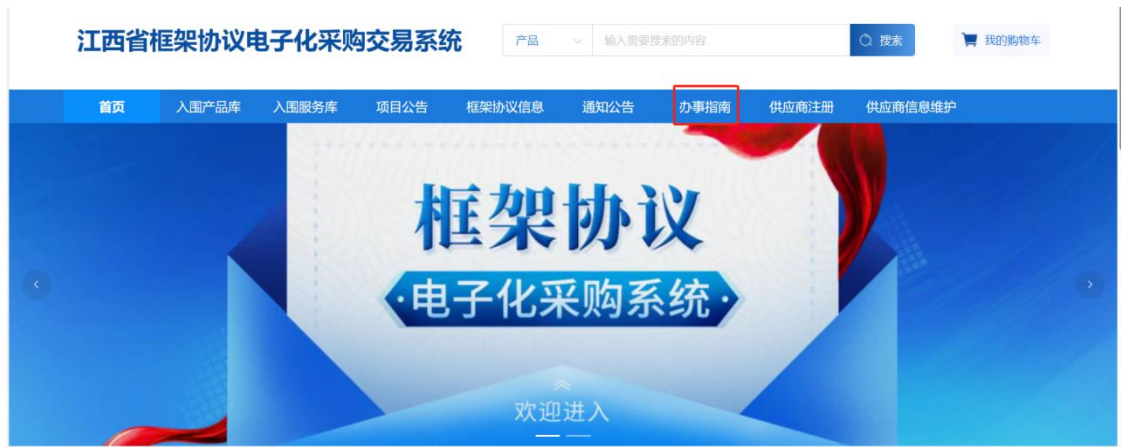 江西省框架协议电子化采购交易系统
产品 输入需要搜索的内容 搜索 我的购物车
首页 入围产品库 入围服务库 项目公告 框架协议信息 通知公告 办事指南 供应商注册 供应商信息维护
框架协议
·电子化采购系统·
欢迎进入